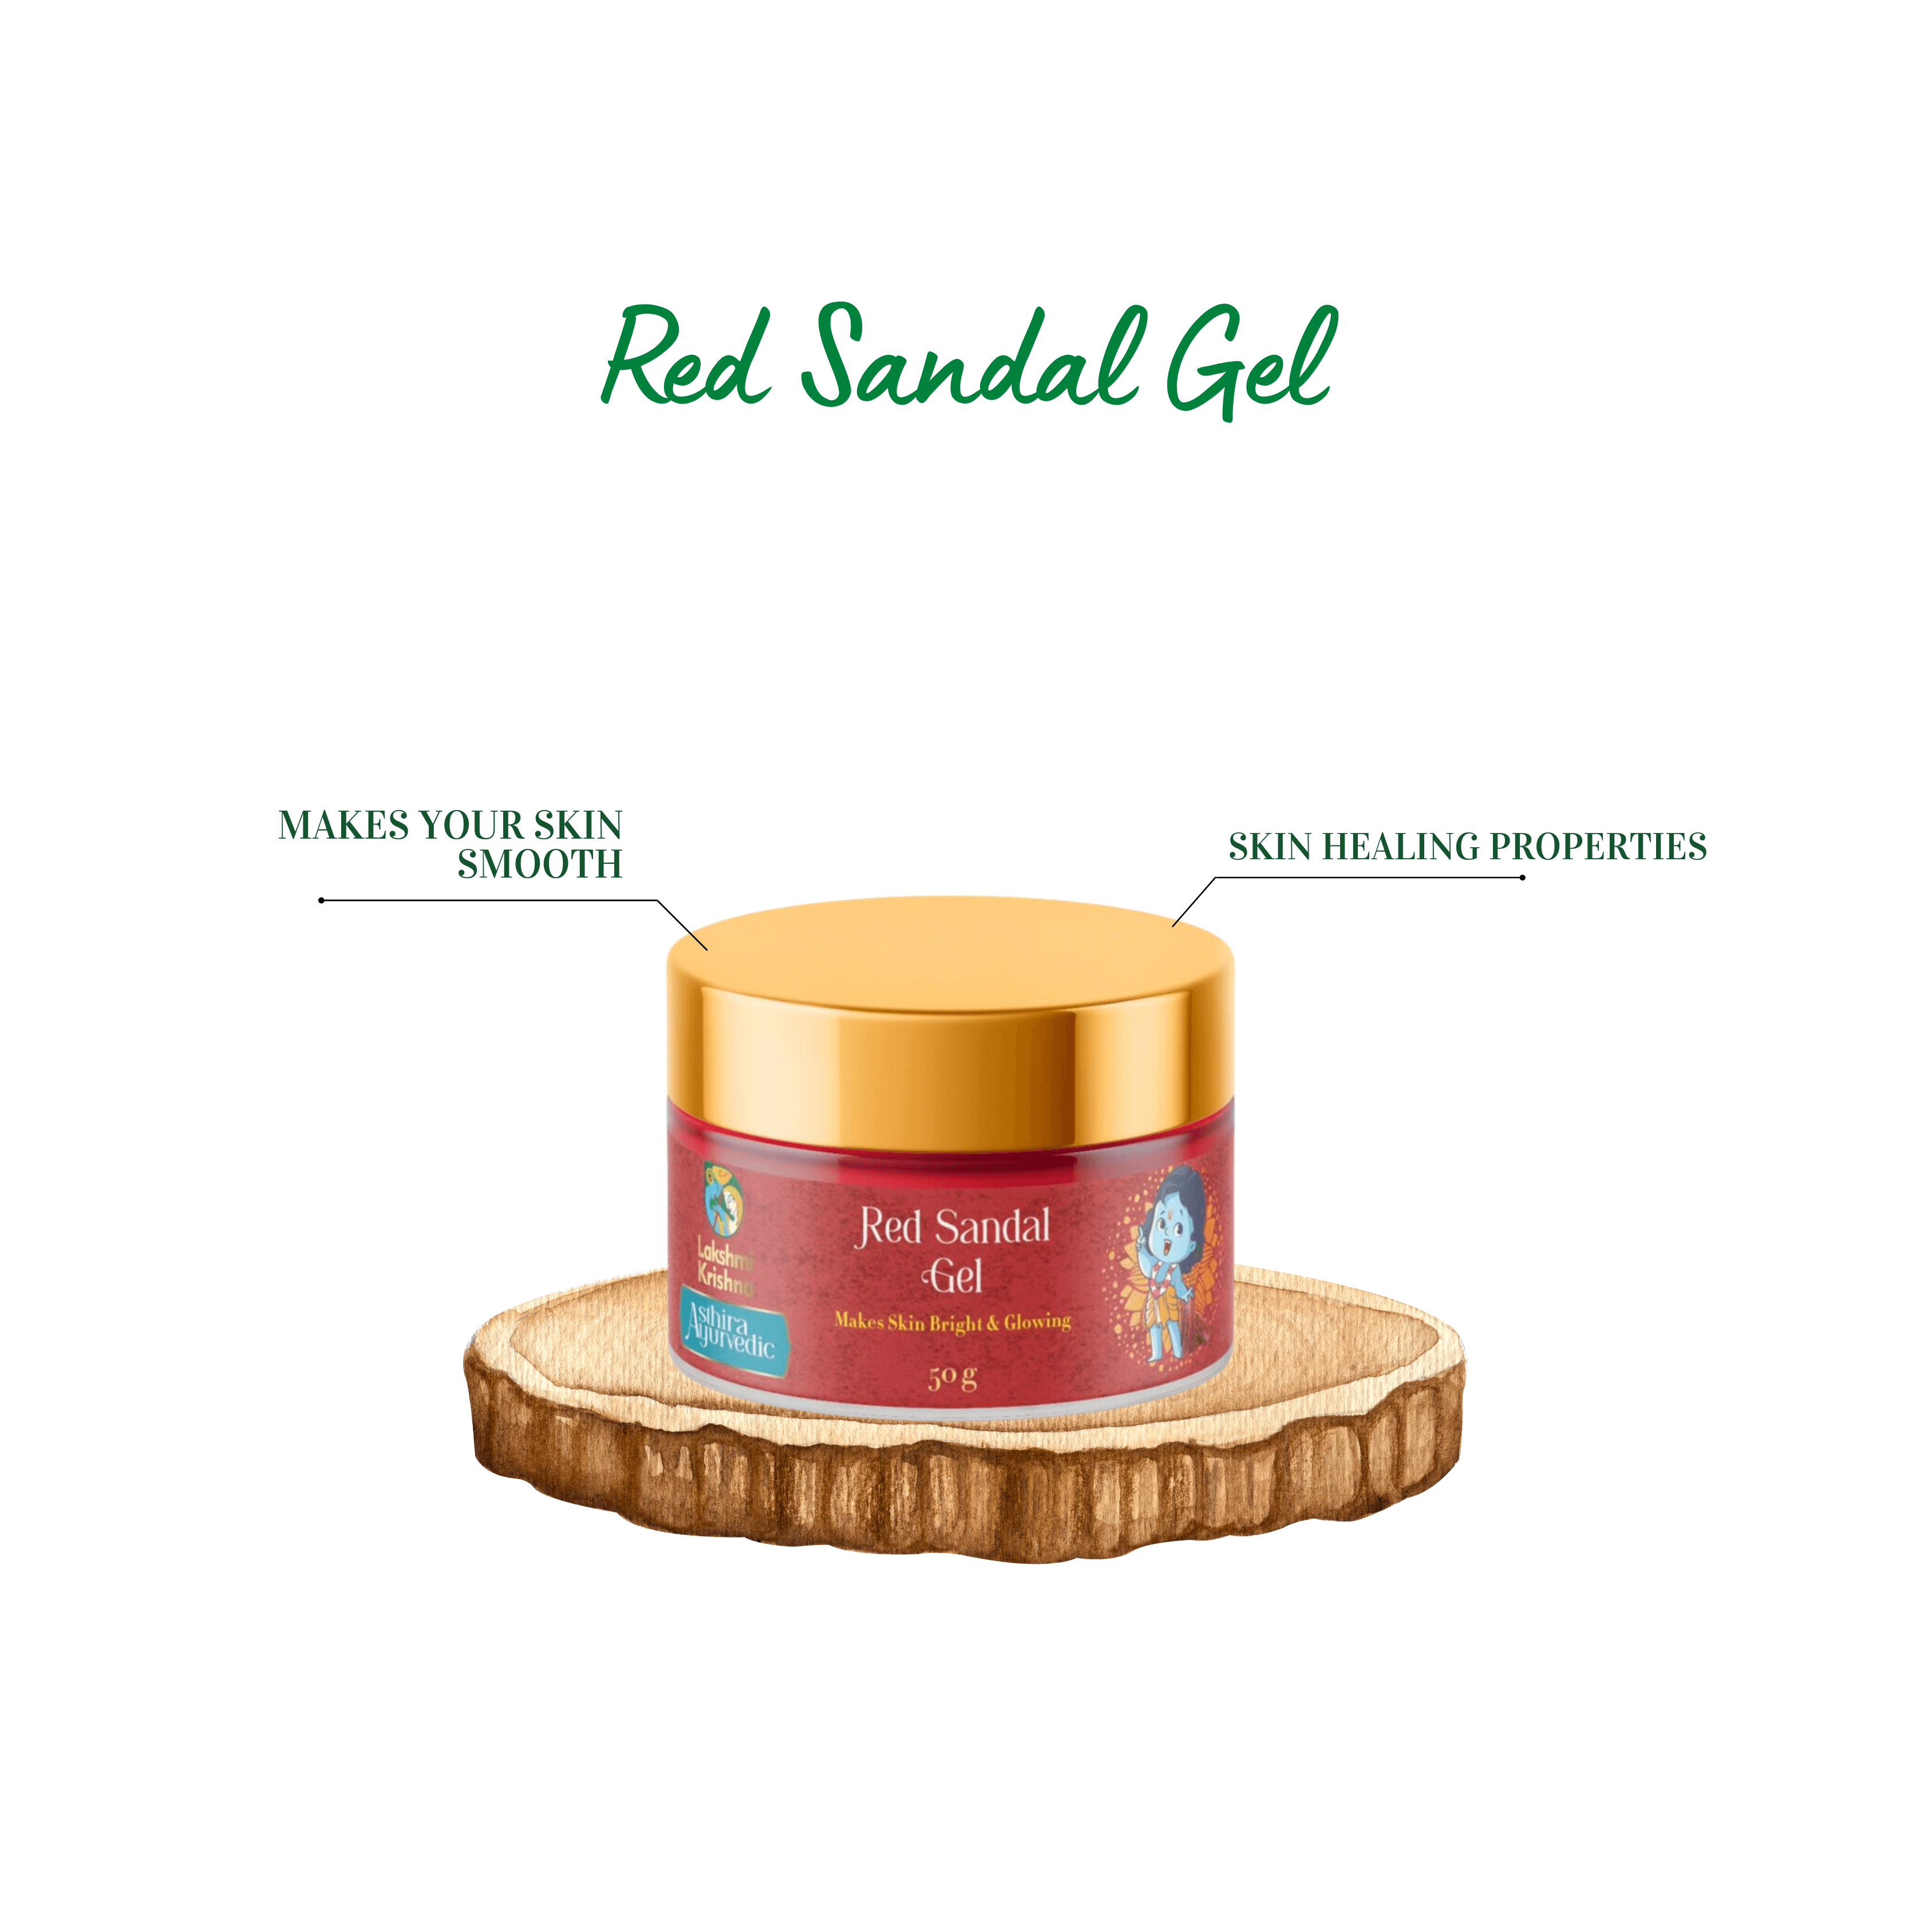 Red Sandal Gel
MAKES YOUR SKIN
SMOOTH
SKIN HEALING PROPERTIES
Lakshmi
Krishna
Asthira
Ayurvedic
Red Sandal
Gel
Makes Skin Bright & Glowing
50 g